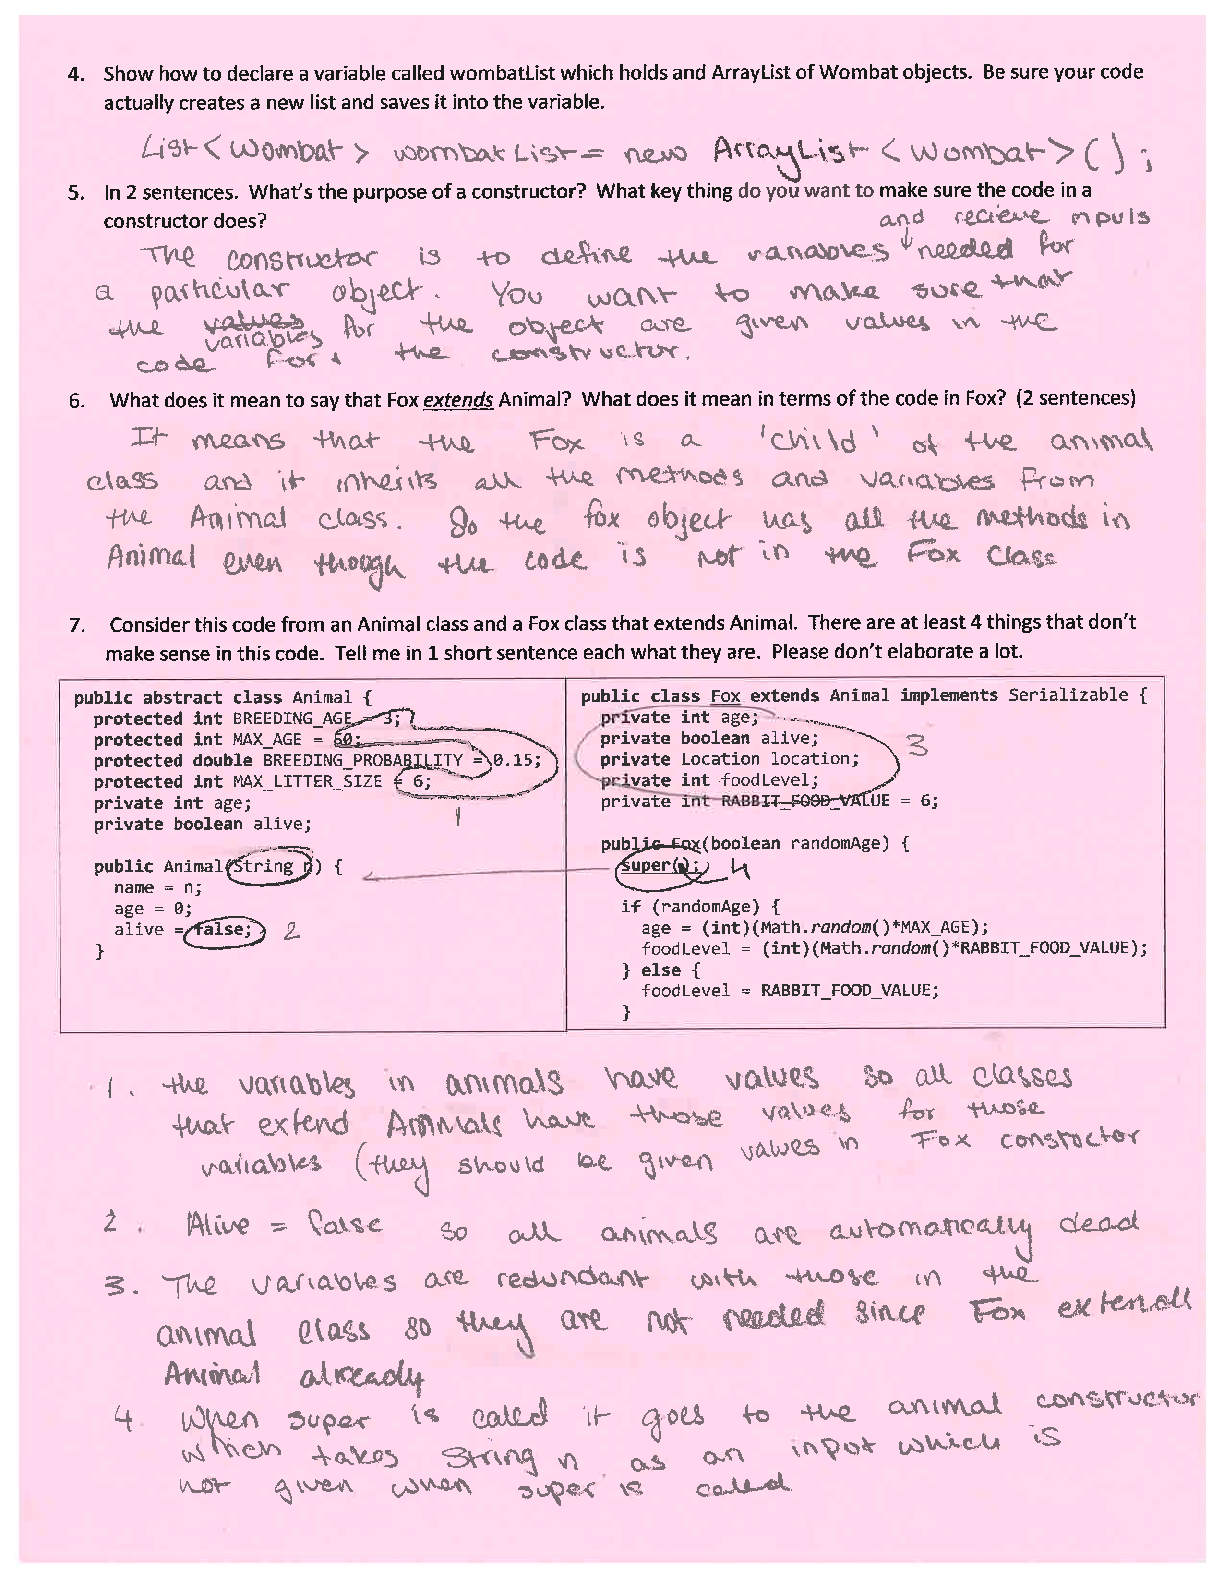 4. Show how to declare a variable called wombatList which holds and ArrayList of Wombat objects. Be sure your code
actually creates a new list and saves it into the variable.
List<Wombat> wombatList = new ArrayList<Wombat>();
5. In 2 sentences. What's the purpose of a constructor? What key thing do you want to make sure the code in a
constructor does?
and recieve inputs
The constructor is to define the variables ↓ needed for
a particular object. You want to make sure that
the values for the object are given values in the
variables
code for the constructor.
6. What does it mean to say that Fox extends Animal? What does it mean in terms of the code in Fox? (2 sentences)
It means that the Fox is a 'child' of the animal
class and it inherits all the methods and variables from
the Animal class. So the fox object has all the methods in
Animal even though the code is not in the Fox Class
7. Consider this code from an Animal class and a Fox class that extends Animal. There are at least 4 things that don't
make sense in this code. Tell me in 1 short sentence each what they are. Please don't elaborate a lot.
public abstract class Animal {
protected int BREEDING_AGE = 3;
protected int MAX_AGE = 50;
protected double BREEDING_PROBABILITY = 0.15;
protected int MAX_LITTER_SIZE = 6;
private int age;
1
private boolean alive;
public Animal(String n) {
name = n;
age = 0;
alive = false; 2
}
public class Fox extends Animal implements Serializable {
private int age;
private boolean alive; 3
private Location location;
private int foodLevel;
private int RABBIT_FOOD_VALUE = 6;
public Fox(boolean randomAge) {
super(); 4
if (randomAge) {
age = (int)(Math.random()*MAX_AGE);
foodLevel = (int)(Math.random()*RABBIT_FOOD_VALUE);
} else {
foodLevel = RABBIT_FOOD_VALUE;
}
1. the variables in animals have values so all classes
that extend Animals have those values for those
variables (they should be given values in Fox constructor
2. Alive = false so all animals are automatically dead
3. The variables are redundant with those in the
animal class so they are not needed since Fox extends
Animal already
4. When super is called it goes to the animal constructor
which takes String n as an input which is
not given when super is called